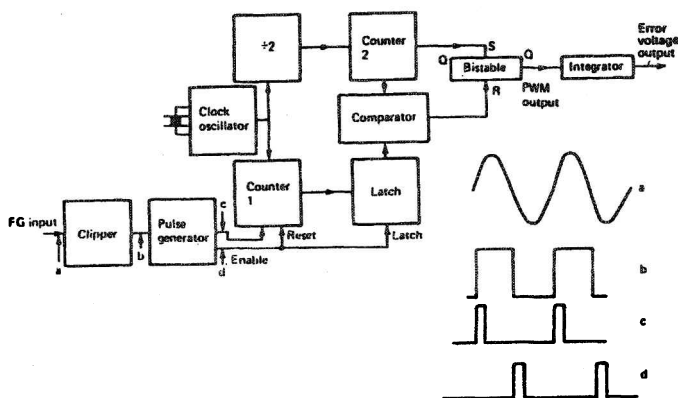 ÷2
Counter
2
S
Q
Q
Bistable
R
PWM
output
Integrator
Error
voltage
output
Clock
oscillator
Comparator
Counter
1
Latch
FG input
Clipper
Pulse
generator
c
Reset
Latch
Enable
a
b
d
a
b
c
d